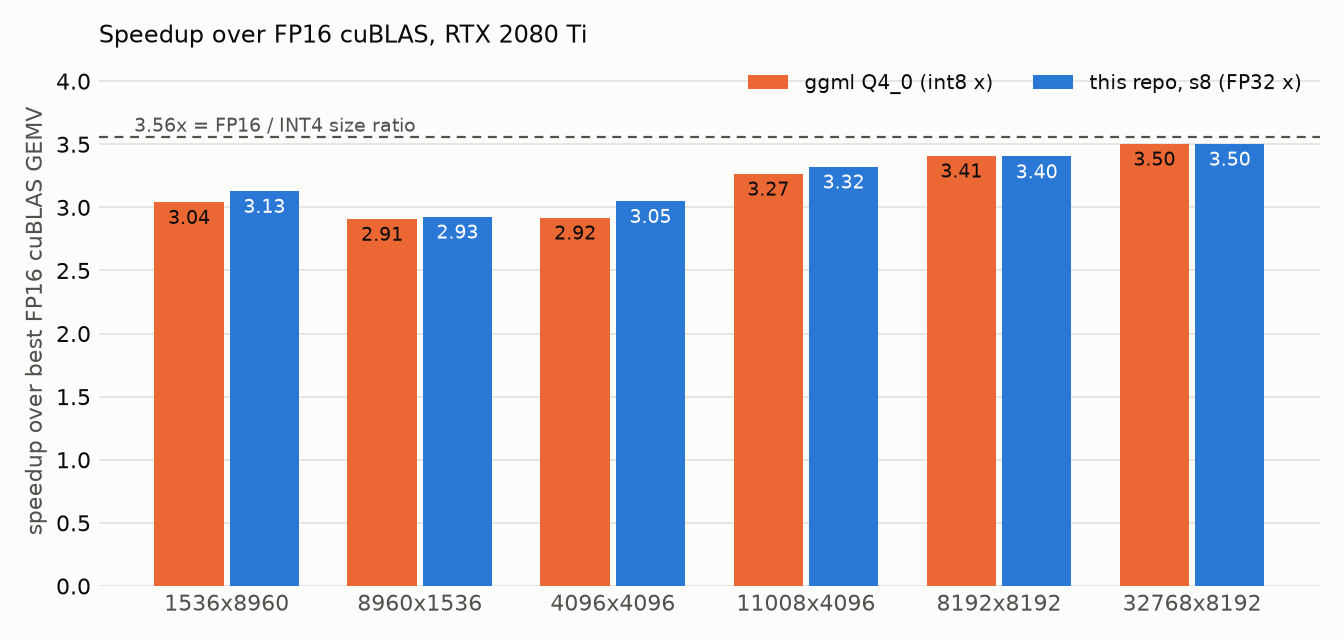 Speedup over FP16 cuBLAS, RTX 2080 Ti
speedup over best FP16 cuBLAS GEMV
ggml Q4_0 (int8 x)
this repo, s8 (FP32 x)
4.0
3.56x = FP16 / INT4 size ratio
3.5
3.0
2.5
2.0
1.5
1.0
0.5
0.0
3.04 3.13
2.91 2.93
2.92 3.05
3.27 3.32
3.41 3.40
3.50 3.50
1536x8960 8960x1536 4096x4096 11008x4096 8192x8192 32768x8192